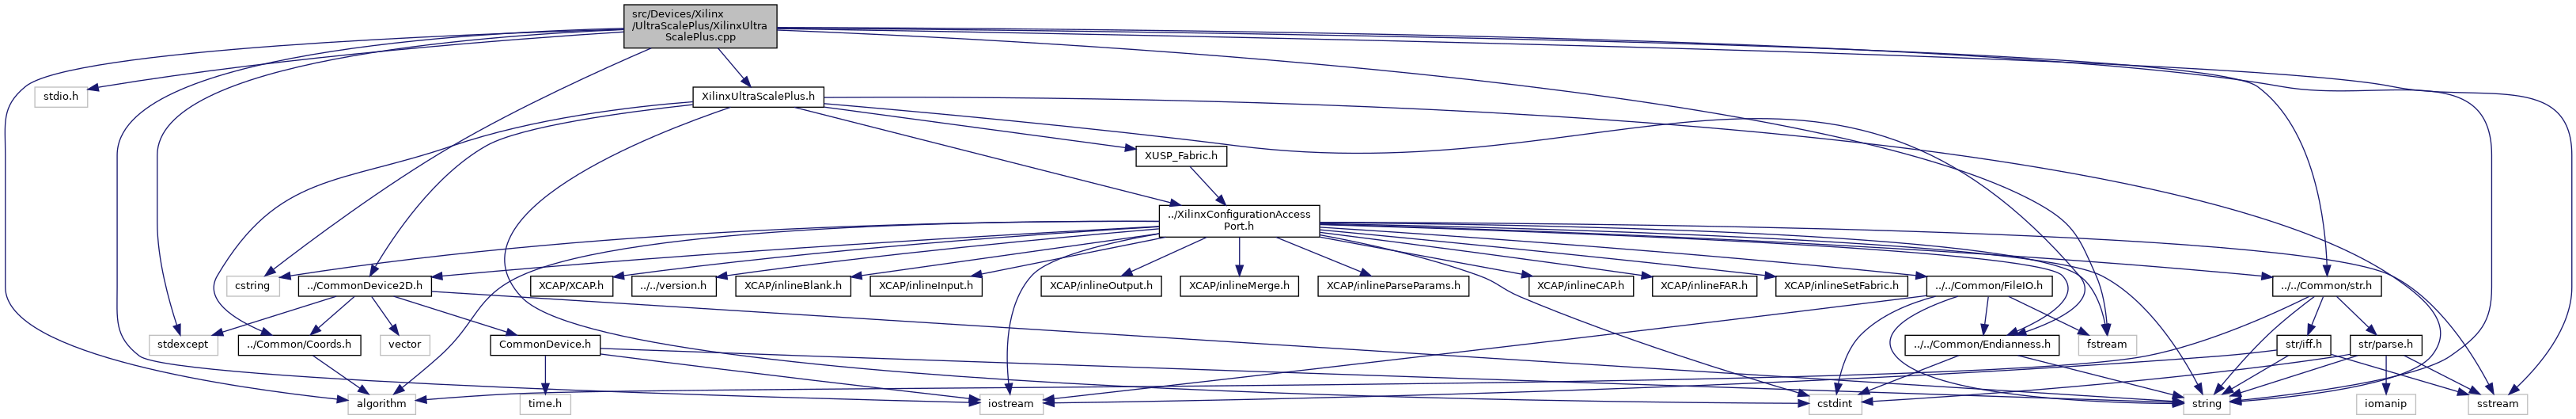 src/Devices/Xilinx
/UltraScalePlus/XilinxUltra
ScalePlus.cpp
stdio.h
XilinxUltraScalePlus.h
XUSP_Fabric.h
../XilinxConfigurationAccess
Port.h
cstring
../CommonDevice2D.h
XCAP/XCAP.h
../../version.h
XCAP/inlineBlank.h
XCAP/inlineInput.h
XCAP/inlineOutput.h
XCAP/inlineMerge.h
XCAP/inlineParseParams.h
XCAP/inlineCAP.h
XCAP/inlineFAR.h
XCAP/inlineSetFabric.h
../../Common/FileIO.h
../../Common/str.h
stdexcept
../Common/Coords.h
vector
CommonDevice.h
../../Common/Endianness.h
fstream
str/iff.h
str/parse.h
algorithm
time.h
iostream
cstdint
string
iomanip
sstream